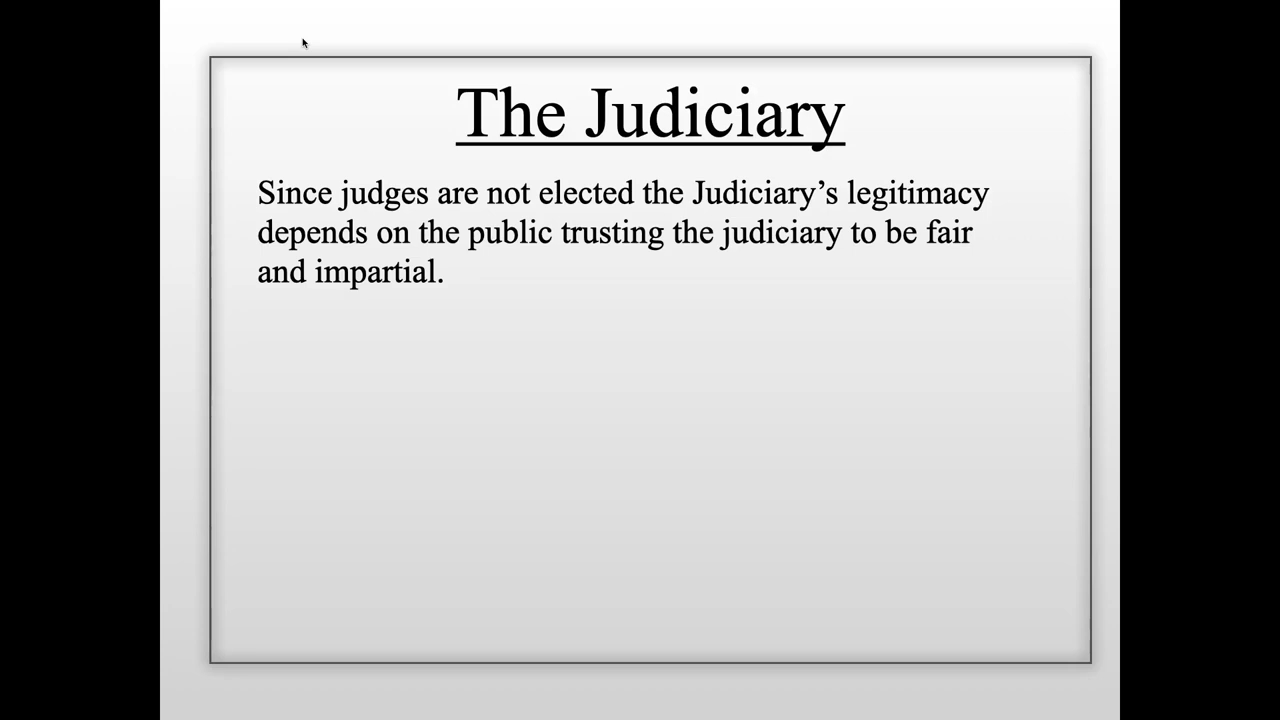 The Judiciary
Since judges are not elected the Judiciary’s legitimacy
depends on the public trusting the judiciary to be fair
and impartial.